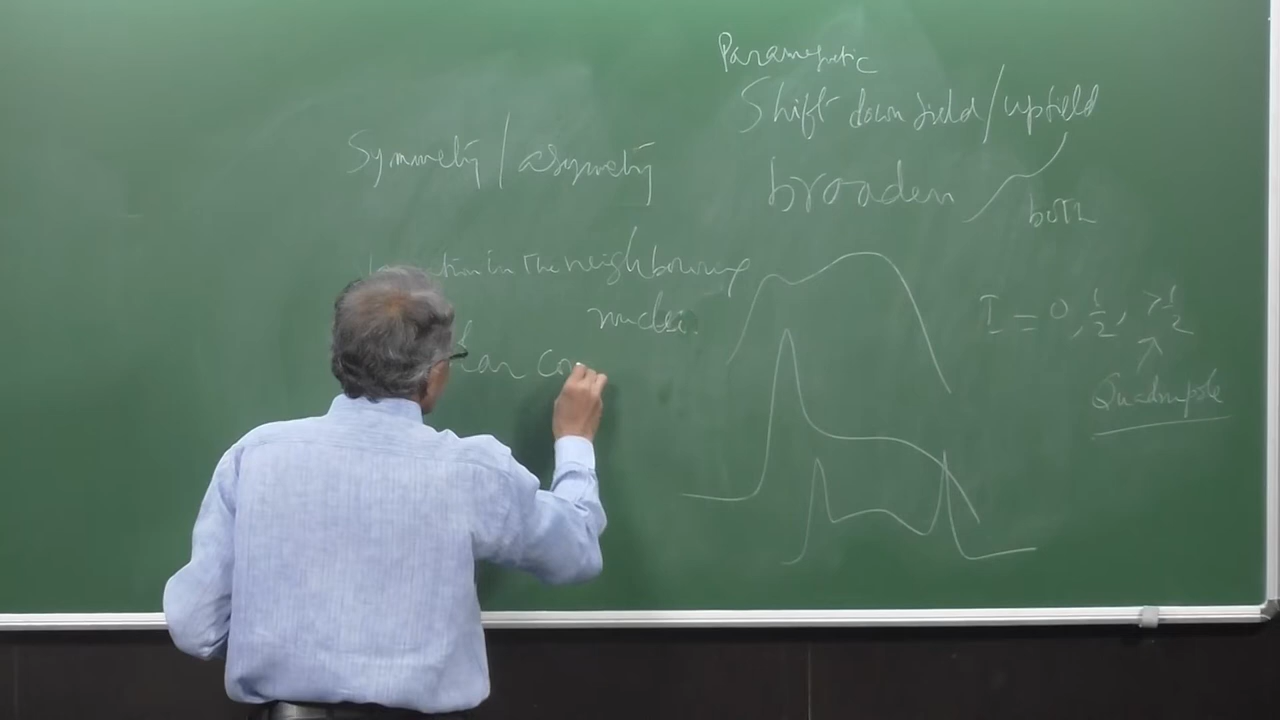 Paramagnetic
Shift down field/upfield
Symmetry/asymmetry
broaden
both
in the neighbouring
nuclei.
I = 0, 1/2, >1/2
Quadrupole